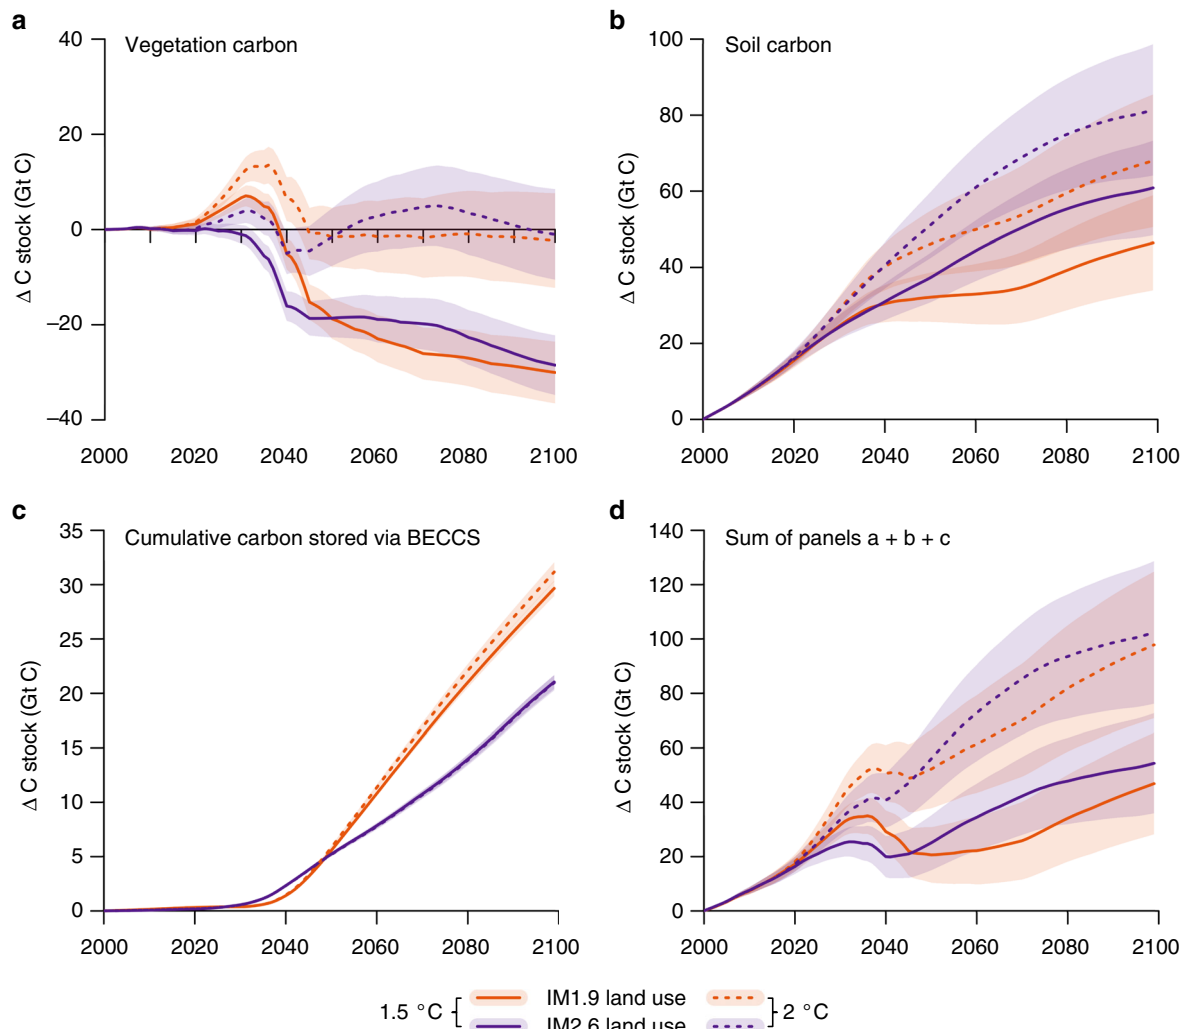 a
Vegetation carbon
40
20
0
–20
–40
Δ C stock (Gt C)
2000 2020 2040 2060 2080 2100
b
Soil carbon
100
80
60
40
20
0
Δ C stock (Gt C)
2000 2020 2040 2060 2080 2100
c
Cumulative carbon stored via BECCS
35
30
25
20
15
10
5
0
Δ C stock (Gt C)
2000 2020 2040 2060 2080 2100
d
Sum of panels a + b + c
140
120
100
80
60
40
20
0
Δ C stock (Gt C)
2000 2020 2040 2060 2080 2100
1.5 °C
IM1.9 land use
IM2.6 land use
2 °C